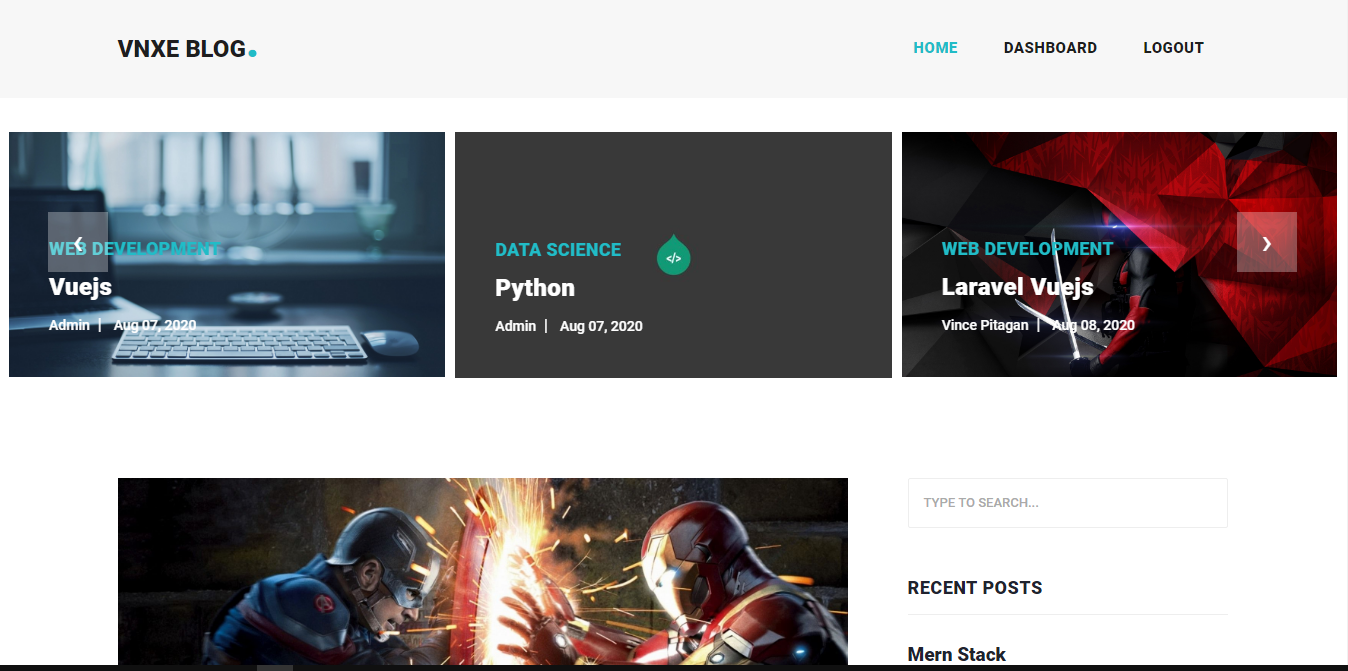 VNXE BLOG.
HOME DASHBOARD LOGOUT
WEB DEVELOPMENT
Vuejs
Admin | Aug 07, 2020
DATA SCIENCE
</>
Python
Admin | Aug 07, 2020
WEB DEVELOPMENT
Laravel Vuejs
Vince Pitagan | Aug 08, 2020
TYPE TO SEARCH...
RECENT POSTS
Mern Stack